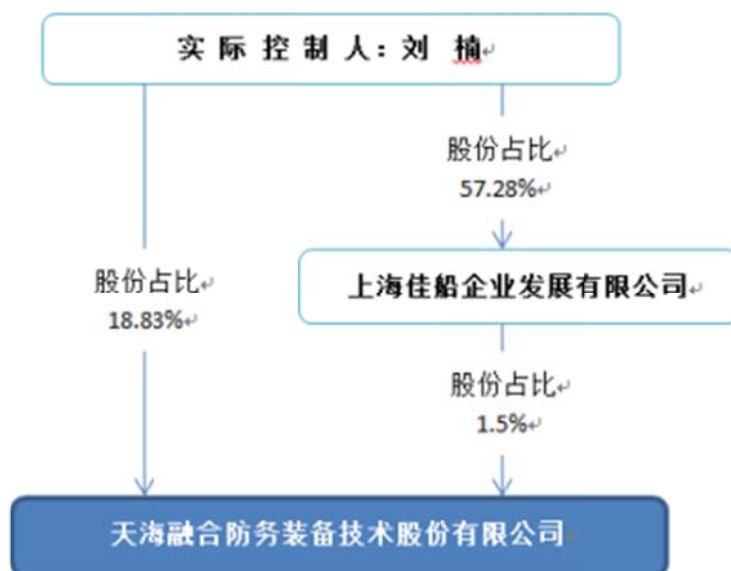 实 际 控 制 人：刘 楠
股份占比
57.28%
股份占比
18.83%
上海佳船企业发展有限公司
股份占比
1.5%
天海融合防务装备技术股份有限公司